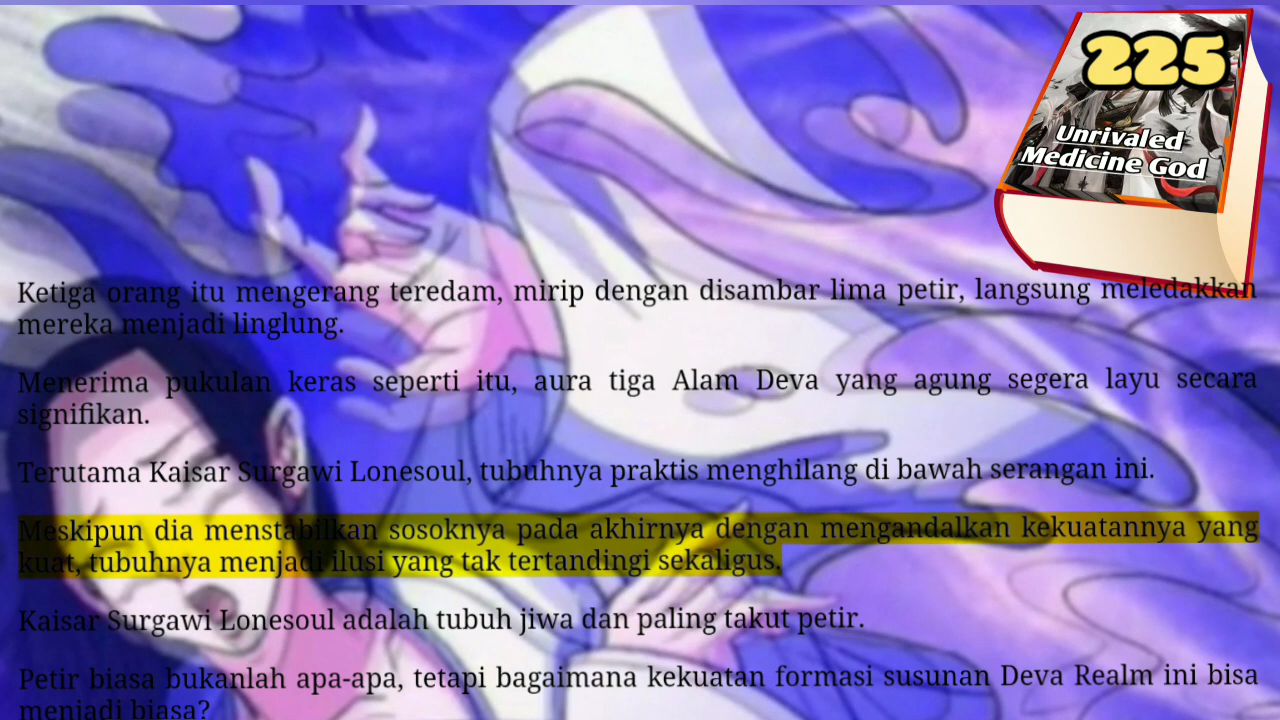 225
Unrivaled
Medicine God
Ketiga orang itu mengerang teredam, mirip dengan disambar lima petir, langsung meledakkan
mereka menjadi linglung.
Menerima pukulan keras seperti itu, aura tiga Alam Deva yang agung segera layu secara
signifikan.
Terutama Kaisar Surgawi Lonesoul, tubuhnya praktis menghilang di bawah serangan ini.
Meskipun dia menstabilkan sosoknya pada akhirnya dengan mengandalkan kekuatannya yang
kuat, tubuhnya menjadi ilusi yang tak tertandingi sekaligus.
Kaisar Surgawi Lonesoul adalah tubuh jiwa dan paling takut petir.
Petir biasa bukanlah apa-apa, tetapi bagaimana kekuatan formasi susunan Deva Realm ini bisa
menjadi biasa?